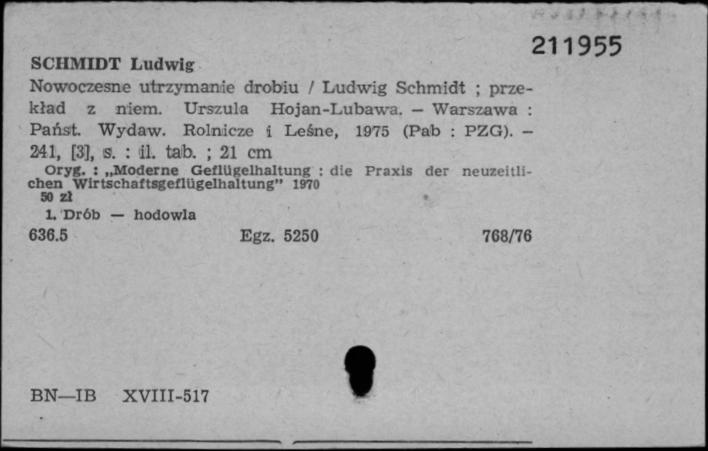 211955
SCHMIDT Ludwig
Nowoczesne utrzymanie drobiu / Ludwig Schmidt ; prze-
kład z niem. Urszula Hojan-Lubawa. — Warszawa :
Państ. Wydaw. Rolnicze i Leśne, 1975 (Pab : PZG). —
241, [3], s. : il. tab. ; 21 cm
Oryg. : „Moderne Geflügelhaltung : die Praxis der neuzeitli-
chen Wirtschaftsgeflügelhaltung" 1970
50 zł
1. Drób — hodowla
636.5 Egz. 5250 768/76
BN—IB XVIII-517